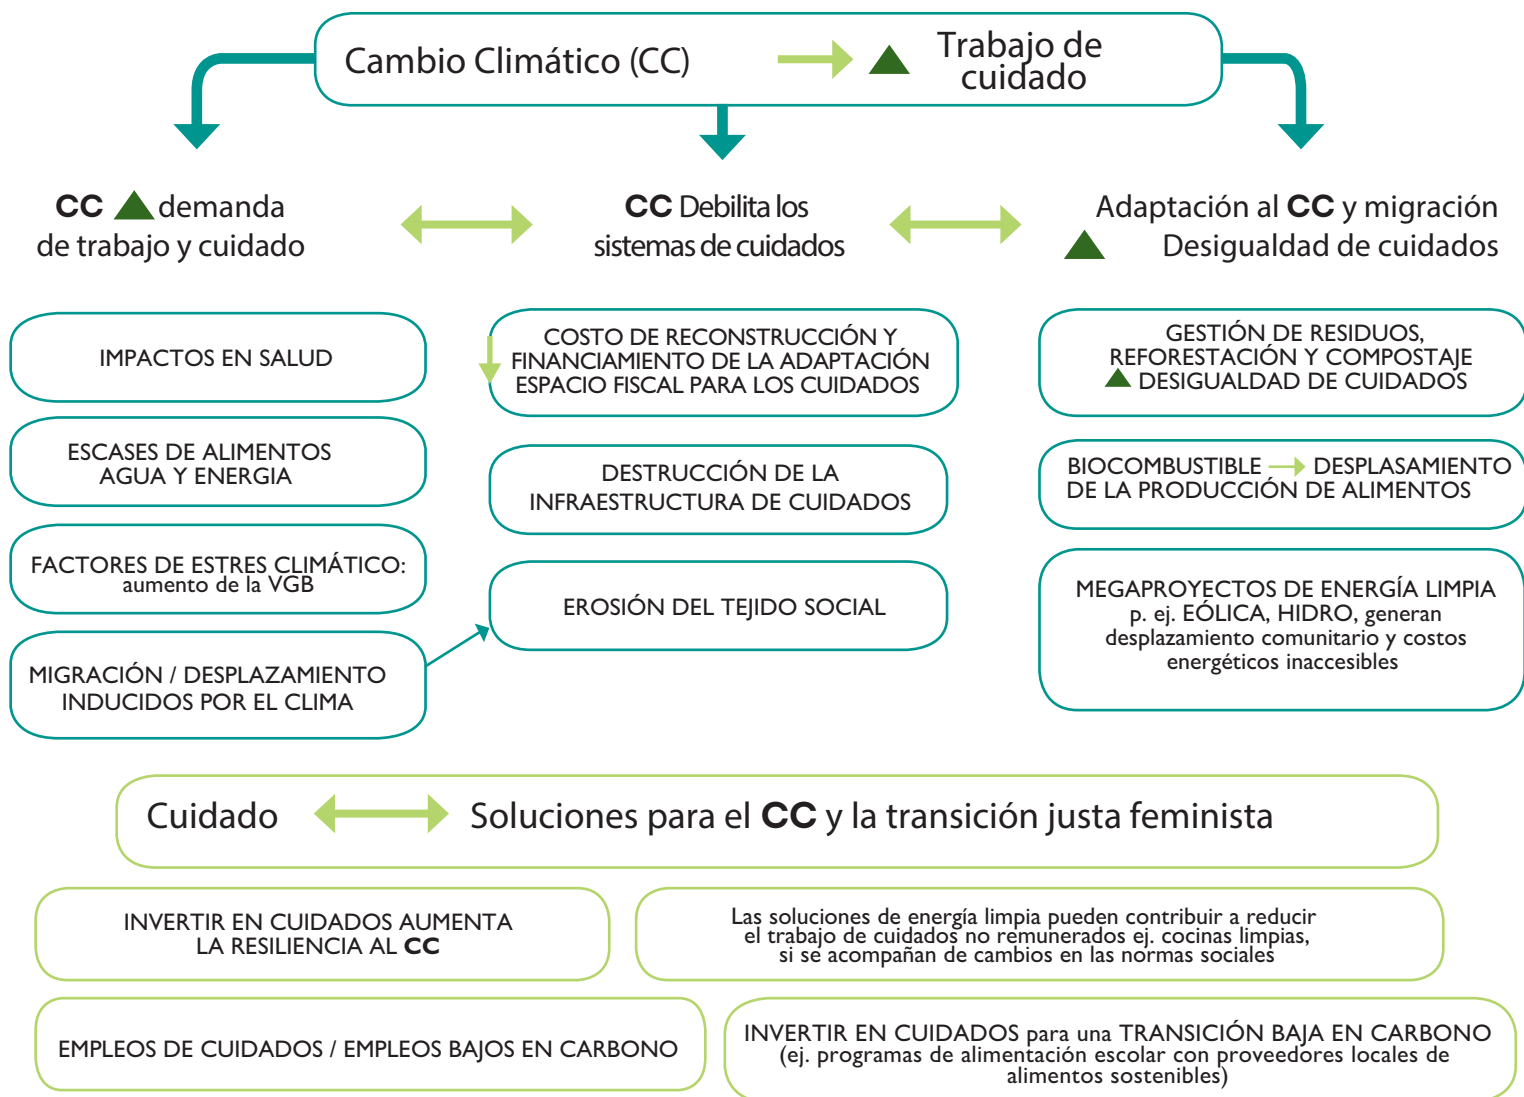 Cambio Climático (CC)
Trabajo de
cuidado
CC demanda
de trabajo y cuidado
CC Debilita los
sistemas de cuidados
Adaptación al CC y migración
Desigualdad de cuidados
IMPACTOS EN SALUD
ESCASES DE ALIMENTOS
AGUA Y ENERGIA
FACTORES DE ESTRES CLIMÁTICO:
aumento de la VGB
MIGRACIÓN / DESPLAZAMIENTO
INDUCIDOS POR EL CLIMA
COSTO DE RECONSTRUCCIÓN Y
FINANCIAMIENTO DE LA ADAPTACIÓN
ESPACIO FISCAL PARA LOS CUIDADOS
DESTRUCCIÓN DE LA
INFRAESTRUCTURA DE CUIDADOS
EROSIÓN DEL TEJIDO SOCIAL
GESTIÓN DE RESIDUOS,
REFORESTACIÓN Y COMPOSTAJE
DESIGUALDAD DE CUIDADOS
BIOCOMBUSTIBLE DESPLASAMIENTO
DE LA PRODUCCIÓN DE ALIMENTOS
MEGAPROYECTOS DE ENERGÍA LIMPIA
p. ej. EÓLICA, HIDRO, generan
desplazamiento comunitario y costos
energéticos inaccesibles
Cuidado
Soluciones para el CC y la transición justa feminista
INVERTIR EN CUIDADOS AUMENTA
LA RESILIENCIA AL CC
Las soluciones de energía limpia pueden contribuir a reducir
el trabajo de cuidados no remunerados ej. cocinas limpias,
si se acompañan de cambios en las normas sociales
EMPLEOS DE CUIDADOS / EMPLEOS BAJOS EN CARBONO
INVERTIR EN CUIDADOS para una TRANSICIÓN BAJA EN CARBONO
(ej. programas de alimentación escolar con proveedores locales de
alimentos sostenibles)